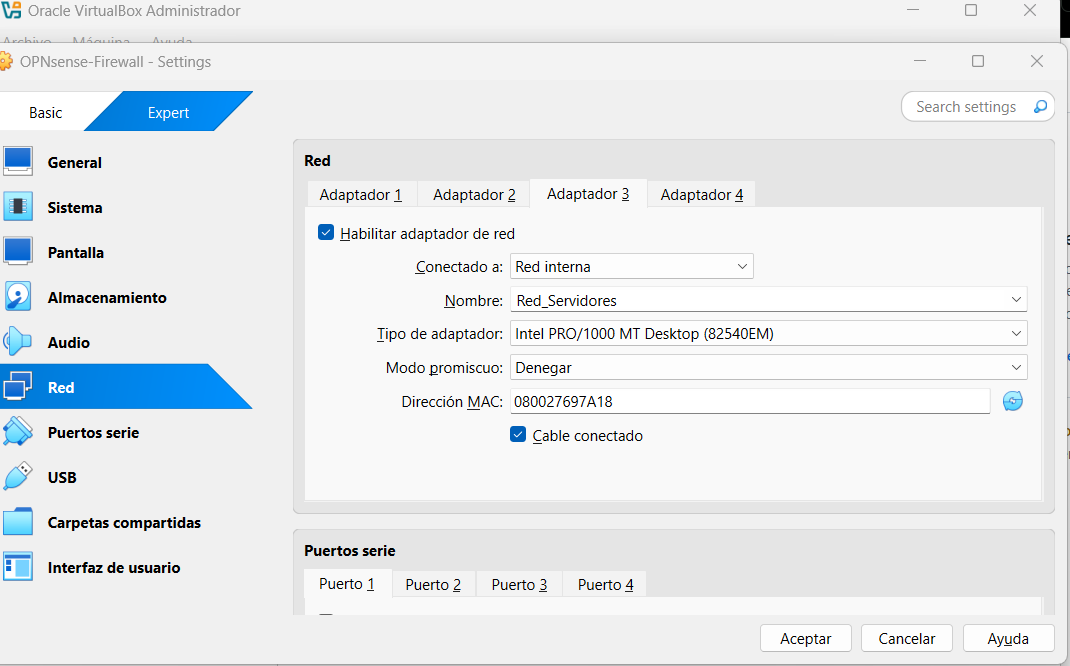 Oracle VirtualBox Administrador
Archivo Máquina Ayuda
OPNsense-Firewall - Settings
Basic Expert Search settings
General
Sistema
Pantalla
Almacenamiento
Audio
Red
Puertos serie
USB
Carpetas compartidas
Interfaz de usuario
Red
Adaptador 1 Adaptador 2 Adaptador 3 Adaptador 4
Habilitar adaptador de red
Conectado a: Red interna
Nombre: Red_Servidores
Tipo de adaptador: Intel PRO/1000 MT Desktop (82540EM)
Modo promiscuo: Denegar
Dirección MAC: 080027697A18
Cable conectado
Puertos serie
Puerto 1 Puerto 2 Puerto 3 Puerto 4
Aceptar Cancelar Ayuda